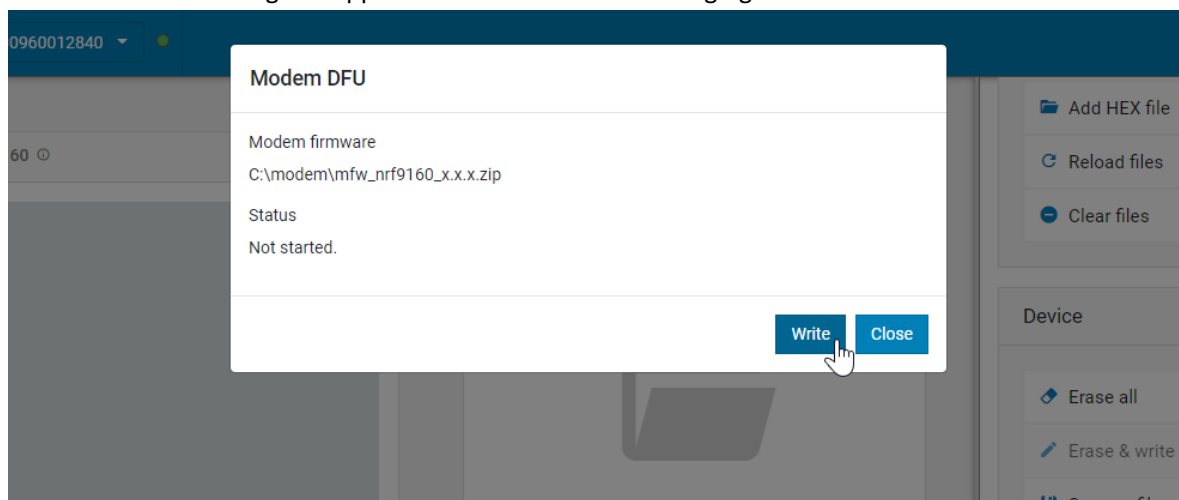 0960012840
60
Modem DFU
Modem firmware
C:\modem\mfw_nrf9160_x.x.x.zip
Status
Not started.
Write
Close
Add HEX file
Reload files
Clear files
Device
Erase all
Erase & write